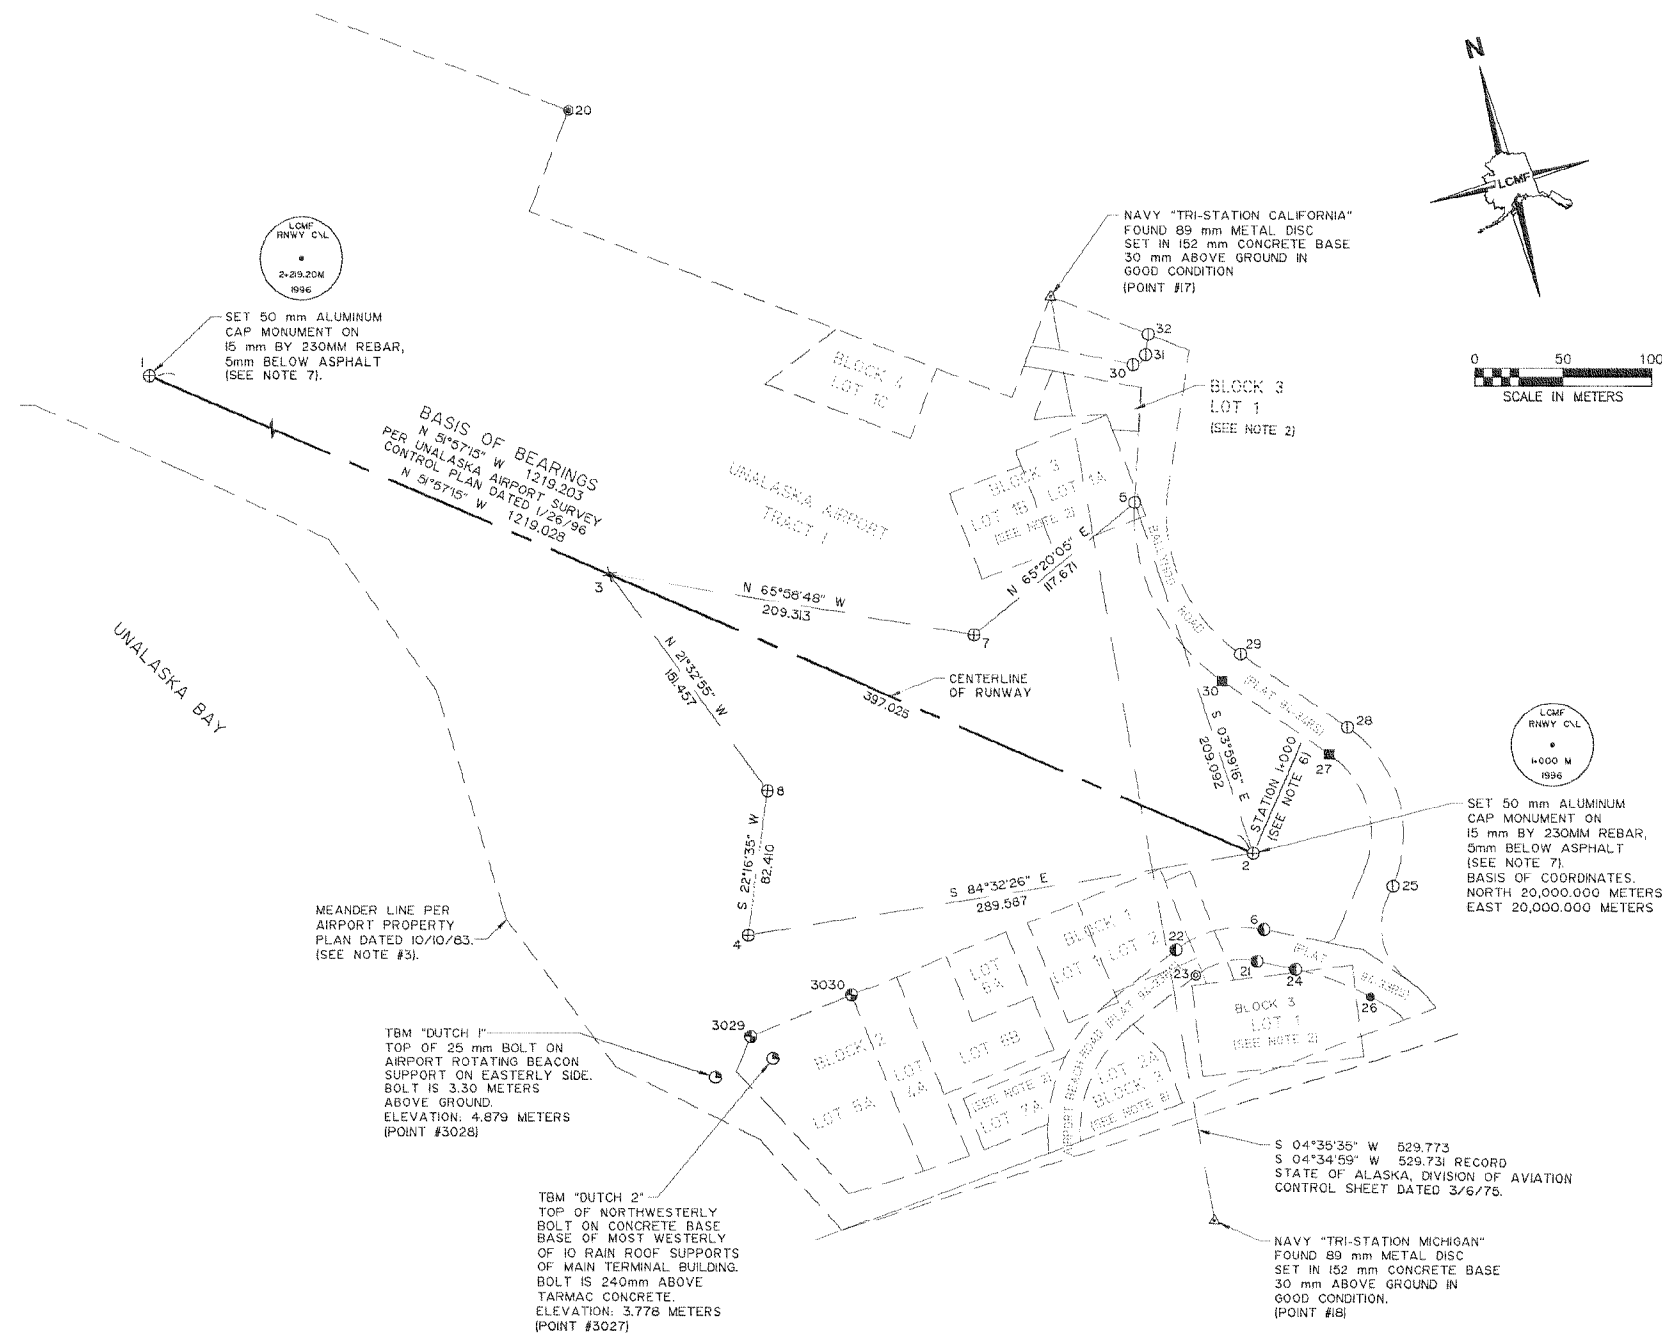 N
LCMF
20
LCMF
RNWY C\L
2+219.20M
1996
SET 50 mm ALUMINUM
CAP MONUMENT ON
15 mm BY 230MM REBAR,
5mm BELOW ASPHALT
(SEE NOTE 7).
1
NAVY "TRI-STATION CALIFORNIA"
FOUND 89 mm METAL DISC
SET IN 152 mm CONCRETE BASE
30 mm ABOVE GROUND IN
GOOD CONDITION
(POINT #17)
32
31
30
0 50 100
SCALE IN METERS
BLOCK 4
LOT 1C
BLOCK 3
LOT 1
(SEE NOTE 2)
BASIS OF BEARINGS
N 51°57'15" W 1219.203
PER UNALASKA AIRPORT SURVEY
CONTROL PLAN DATED 1/26/96
N 51°57'15" W 1219.028
UNALASKA AIRPORT
TRACT 1
BLOCK 3
LOT 1B
LOT 1A
(SEE NOTE 2)
5
3
N 65°58'48" W
209.313
N 65°20'05" E
117.671
7
ROAD
29
30
(PLAT
28
27
UNALASKA BAY
N 21°32'55" W
151.457
CENTERLINE
OF RUNWAY
397.025
S 03°59'16" E
209.092
STATION 1+000
(SEE NOTE 6)
LCMF
RNWY C\L
1+000 M
1996
SET 50 mm ALUMINUM
CAP MONUMENT ON
15 mm BY 230MM REBAR,
5mm BELOW ASPHALT
(SEE NOTE 7).
BASIS OF COORDINATES.
NORTH 20,000.000 METERS
EAST 20,000.000 METERS
8
S 22°16'35" W
82.410
2
25
S 84°32'26" E
289.587
4
MEANDER LINE PER
AIRPORT PROPERTY
PLAN DATED 10/10/83.
(SEE NOTE #3).
6
22
23
21
24
26
(PLAT
BLOCK 1
LOT 1
LOT 2
LOT 6A
LOT 6B
3030
3029
BLOCK 2
LOT 5A
LOT 4A
(SEE NOTE 2)
LOT 7A
AIRPORT BEACH ROAD
LOT 2A
BLOCK 2
BLOCK 3
LOT 1
(SEE NOTE 2)
TBM "DUTCH 1"
TOP OF 25 mm BOLT ON
AIRPORT ROTATING BEACON
SUPPORT ON EASTERLY SIDE.
BOLT IS 3.30 METERS
ABOVE GROUND.
ELEVATION: 4.879 METERS
(POINT #3028)
TBM "DUTCH 2"
TOP OF NORTHWESTERLY
BOLT ON CONCRETE BASE
BASE OF MOST WESTERLY
OF 10 RAIN ROOF SUPPORTS
OF MAIN TERMINAL BUILDING.
BOLT IS 240mm ABOVE
TARMAC CONCRETE.
ELEVATION: 3.778 METERS
(POINT #3027)
S 04°35'35" W 529.773
S 04°34'59" W 529.731 RECORD
STATE OF ALASKA, DIVISION OF AVIATION
CONTROL SHEET DATED 3/6/75.
NAVY "TRI-STATION MICHIGAN"
FOUND 89 mm METAL DISC
SET IN 152 mm CONCRETE BASE
30 mm ABOVE GROUND IN
GOOD CONDITION.
(POINT #18)